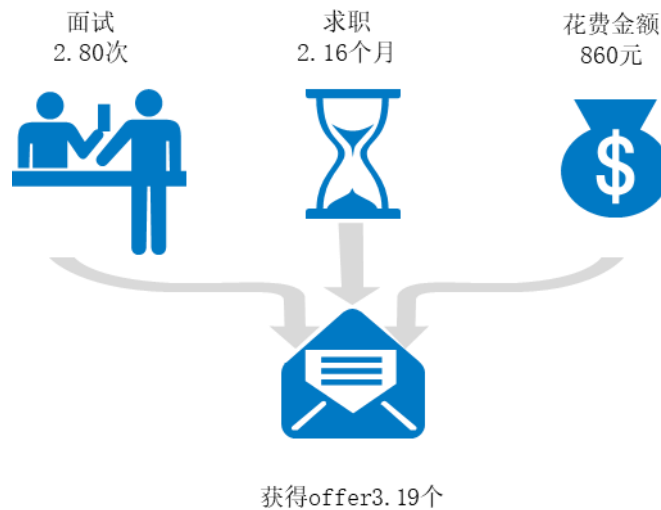 面试
2.80次
求职
2.16个月
花费金额
860元
$
获得offer3.19个